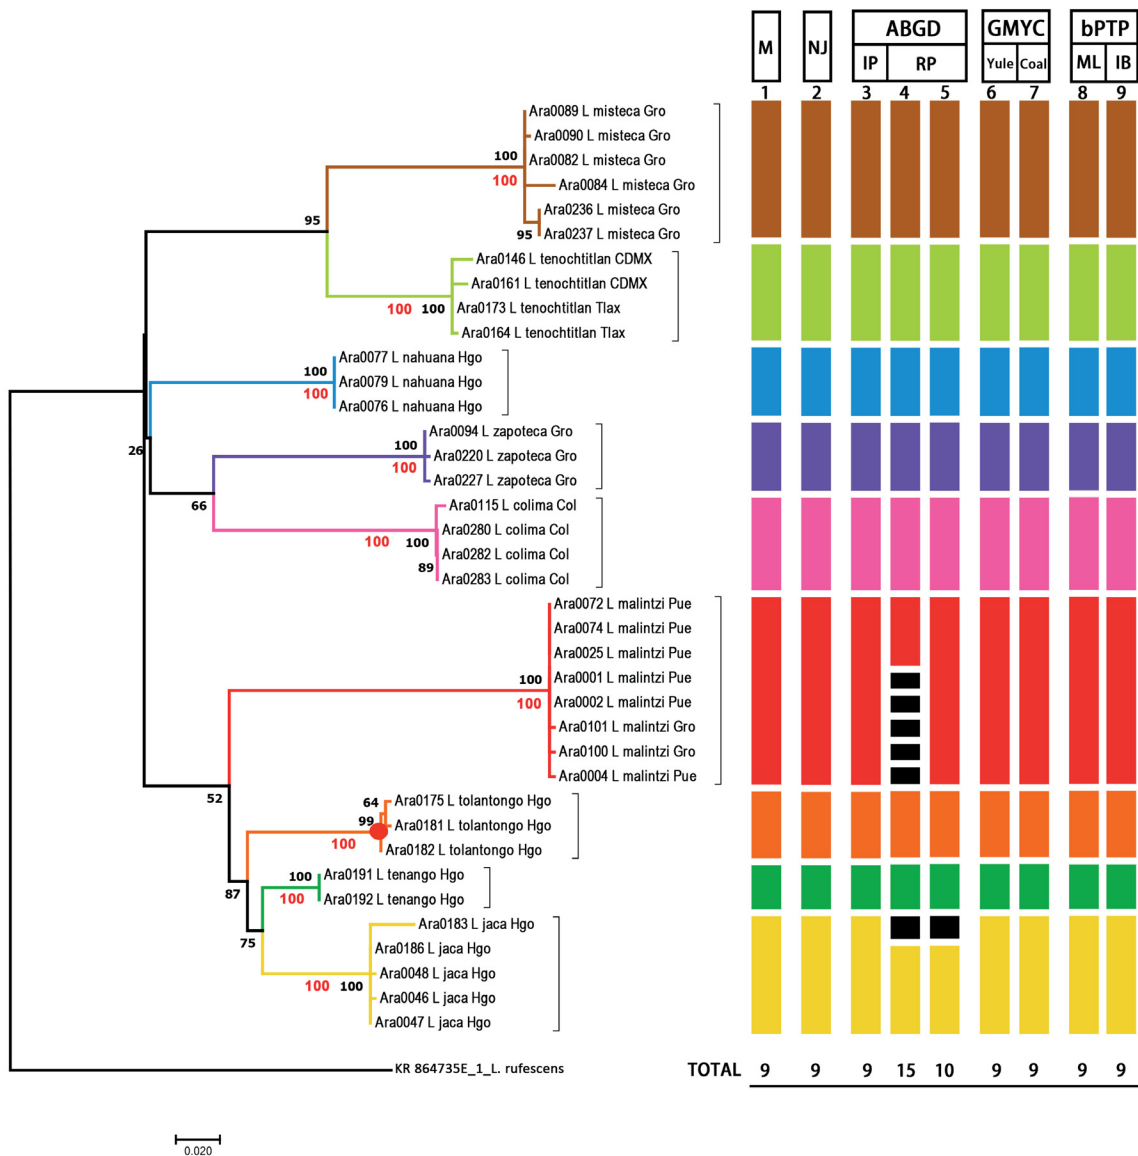 M NJ ABGD GMYC bPTP
IP RP Yule Coal ML IB
1 2 3 4 5 6 7 8 9
Ara0089 L misteca Gro
Ara0090 L misteca Gro
100 Ara0082 L misteca Gro
100 Ara0084 L misteca Gro
Ara0236 L misteca Gro
95
95 Ara0237 L misteca Gro
Ara0146 L tenochtitlan CDMX
Ara0161 L tenochtitlan CDMX
100 100 Ara0173 L tenochtitlan Tlax
Ara0164 L tenochtitlan Tlax
Ara0077 L nahuana Hgo
100
Ara0079 L nahuana Hgo
100
Ara0076 L nahuana Hgo
Ara0094 L zapoteca Gro
26 100
Ara0220 L zapoteca Gro
100
Ara0227 L zapoteca Gro
66 Ara0115 L colima Col
Ara0280 L colima Col
100 100
Ara0282 L colima Col
89
Ara0283 L colima Col
Ara0072 L malintzi Pue
Ara0074 L malintzi Pue
Ara0025 L malintzi Pue
100 Ara0001 L malintzi Pue
100 Ara0002 L malintzi Pue
Ara0101 L malintzi Gro
Ara0100 L malintzi Gro
Ara0004 L malintzi Pue
52 64 Ara0175 L tolantongo Hgo
99 Ara0181 L tolantongo Hgo
100 Ara0182 L tolantongo Hgo
100 Ara0191 L tenango Hgo
87 100 Ara0192 L tenango Hgo
Ara0183 L jaca Hgo
75 Ara0186 L jaca Hgo
Ara0048 L jaca Hgo
100 100
Ara0046 L jaca Hgo
Ara0047 L jaca Hgo
KR 864735E_1_L. rufescens TOTAL 9 9 9 15 10 9 9 9 9
0.020